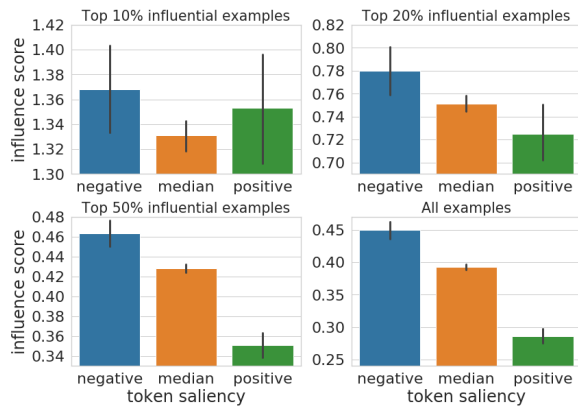 Top 10% influential examples
Top 20% influential examples
influence score
1.42
1.40
1.38
1.36
1.34
1.32
1.30
negative median positive
0.82
0.80
0.78
0.76
0.74
0.72
0.70
negative median positive
Top 50% influential examples
All examples
influence score
0.48
0.46
0.44
0.42
0.40
0.38
0.36
0.34
negative median positive
token saliency
0.45
0.40
0.35
0.30
0.25
negative median positive
token saliency